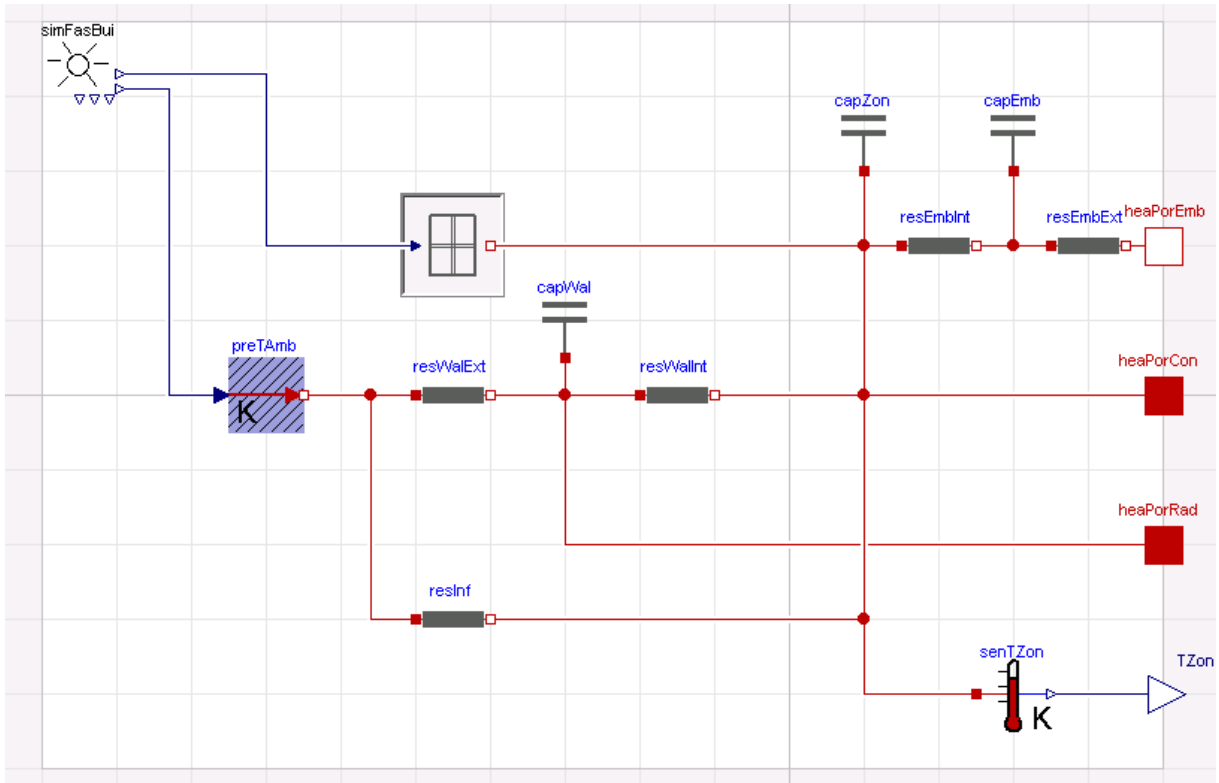 simFasBui
capZon
capEmb
resEmbInt
resEmbExt
heaPorEmb
capWal
preTAmb
K
resWalExt
resWalInt
heaPorCon
heaPorRad
resInf
senTZon
K
TZon